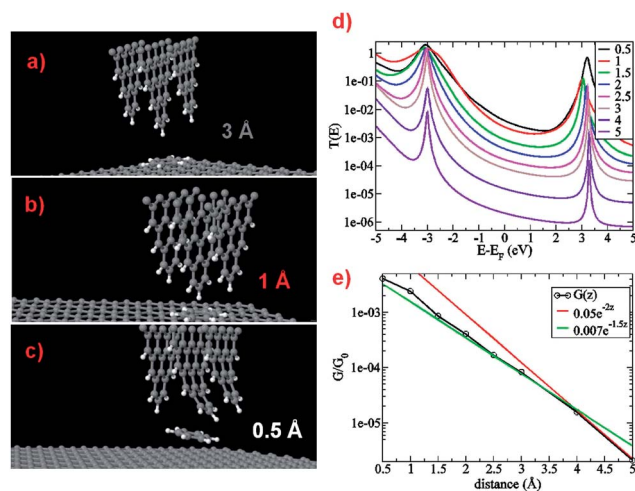 a)
3 Å
b)
1 Å
c)
0.5 Å
d)
T(E)
1
1e-01
1e-02
1e-03
1e-04
1e-05
1e-06
0.5
1
1.5
2
2.5
3
4
5
-5 -4 -3 -2 -1 0 1 2 3 4 5
E-E_F (eV)
e)
G/G_0
1e-03
1e-04
1e-05
G(z)
0.05e^-2z
0.007e^-1.5z
0.5 1 1.5 2 2.5 3 3.5 4 4.5 5
distance (Å)